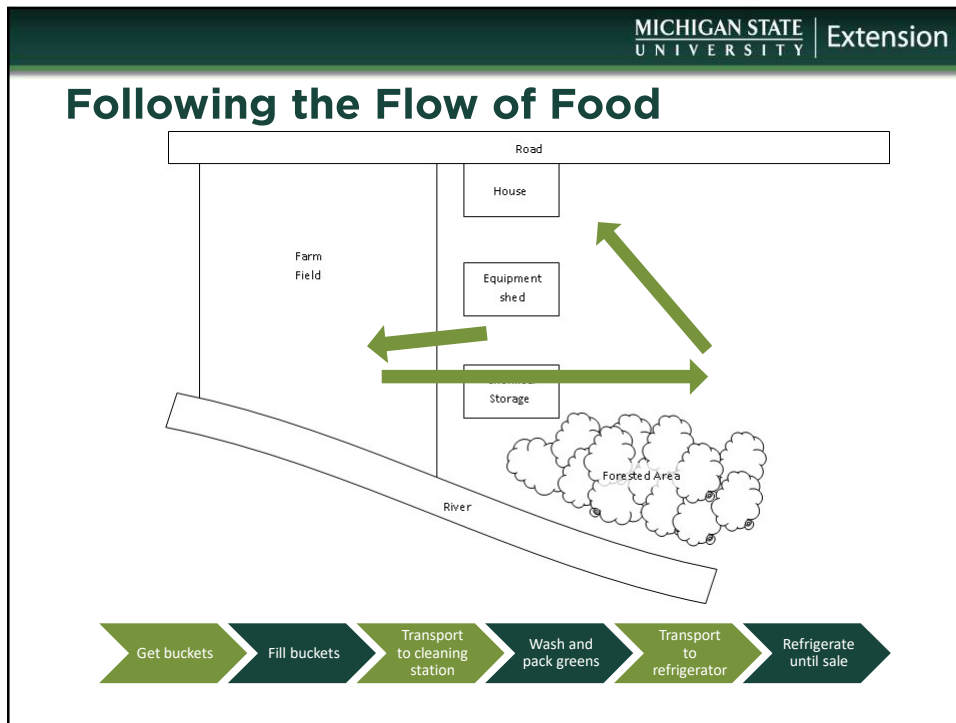 MICHIGAN STATE
UNIVERSITY
Extension
Following the Flow of Food
Road
House
Farm
Field
Equipment
shed
Storage
Forested Area
River
Get buckets
Fill buckets
Transport
to cleaning
station
Wash and
pack greens
Transport
to
refrigerator
Refrigerate
until sale